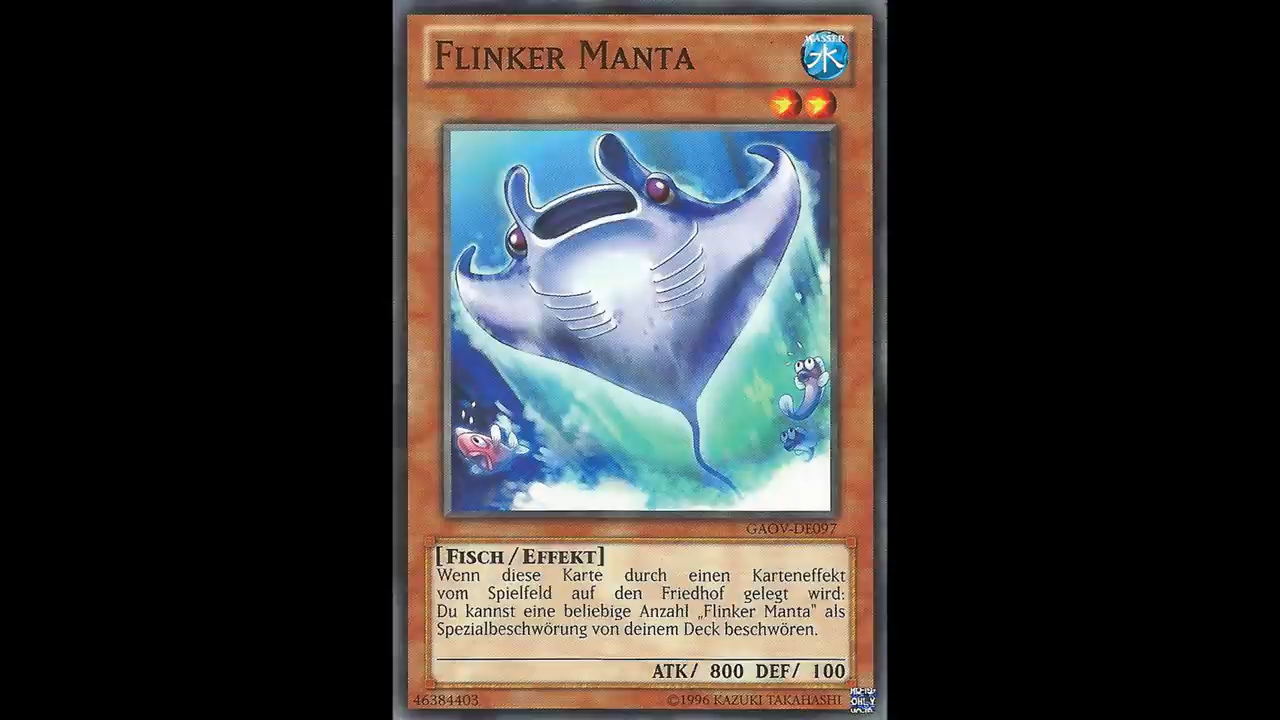 FLINKER MANTA
WASSER
水
GAOV-DE097
[FISCH/EFFEKT]
Wenn diese Karte durch einen Karteneffekt
vom Spielfeld auf den Friedhof gelegt wird:
Du kannst eine beliebige Anzahl „Flinker Manta" als
Spezialbeschwörung von deinem Deck beschwören.
ATK/ 800 DEF/ 100
46384403
©1996 KAZUKI TAKAHASHI